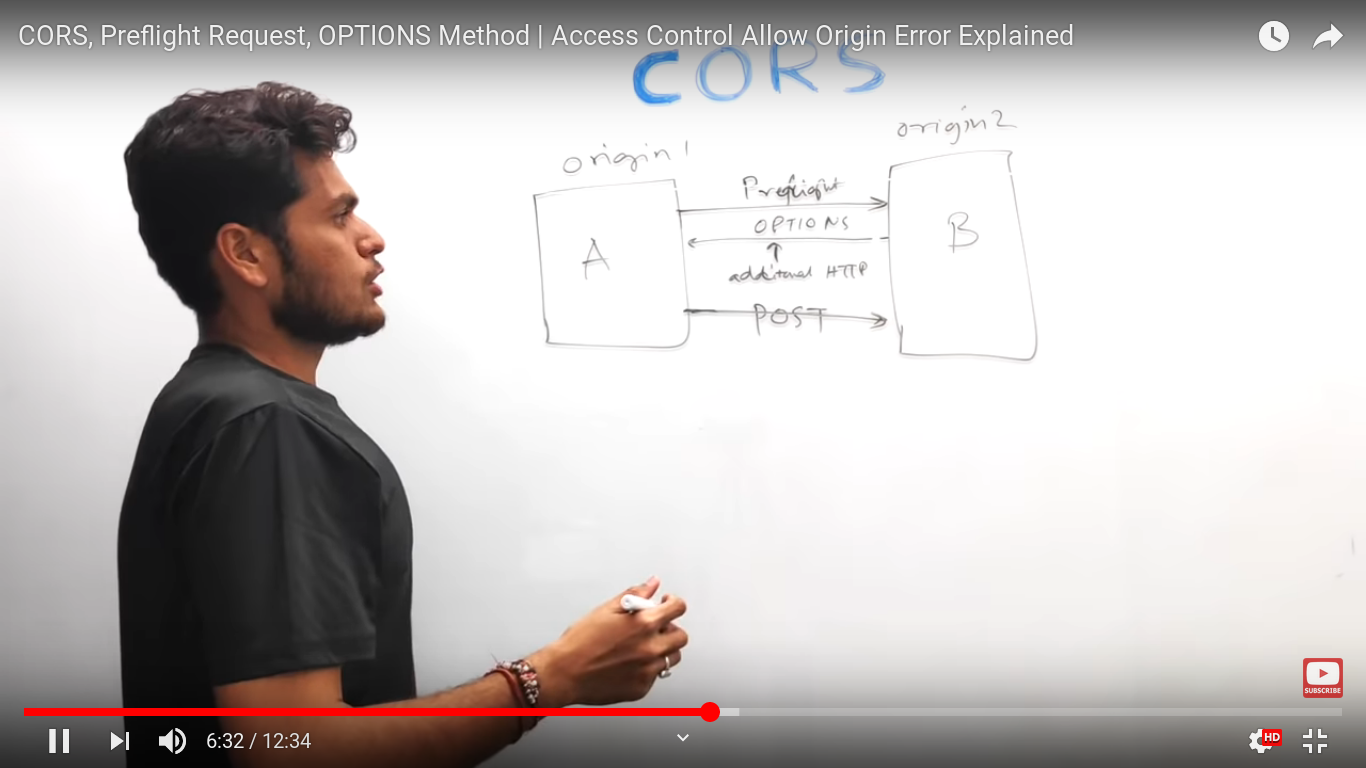 CORS, Preflight Request, OPTIONS Method | Access Control Allow Origin Error Explained
CORS
origin 1
origin 2
Preflight
OPTIONS
A
B
additonal HTTP
POST
SUBSCRIBE
6:32 / 12:34
HD